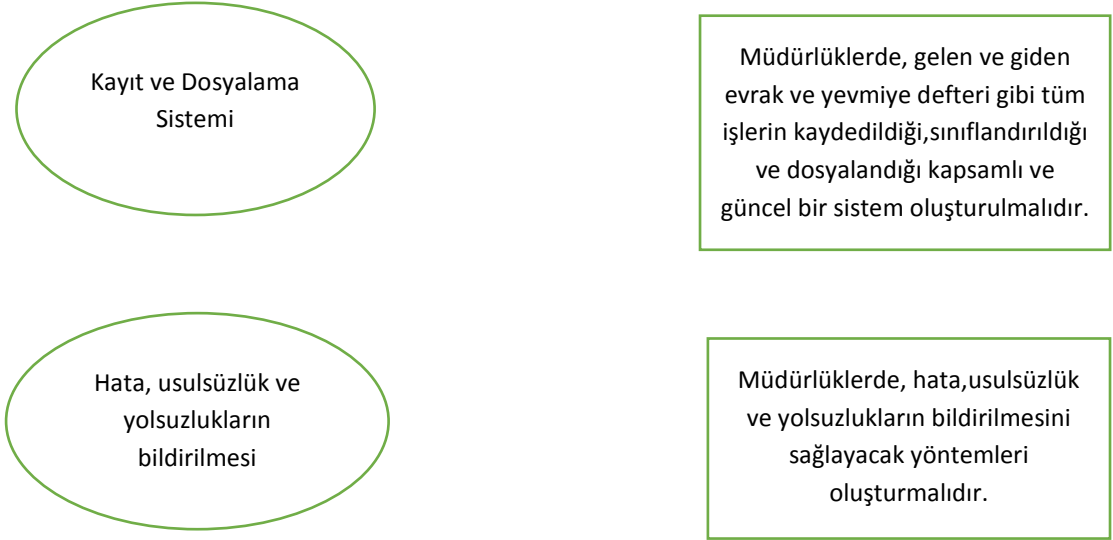 Kayıt ve Dosyalama
Sistemi
Müdürlüklerde, gelen ve giden
evrak ve yevmiye defteri gibi tüm
işlerin kaydedildiği,sınıflandırıldığı
ve dosyalandığı kapsamlı ve
güncel bir sistem oluşturulmalıdır.
Hata, usulsüzlük ve
yolsuzlukların
bildirilmesi
Müdürlüklerde, hata,usulsüzlük
ve yolsuzlukların bildirilmesini
sağlayacak yöntemleri
oluşturmalıdır.